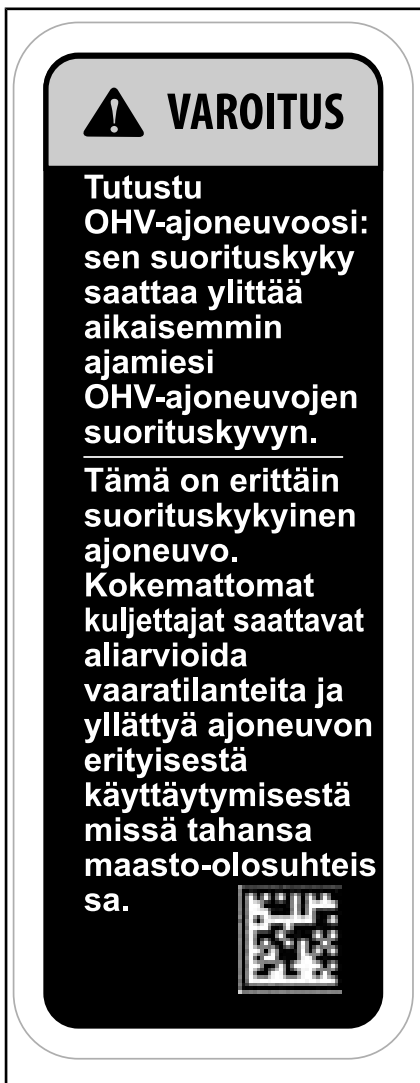 VAROITUS
Tutustu
OHV-ajoneuvoosi:
sen suorituskyky
saattaa ylittää
aikaisemmin
ajamiesi
OHV-ajoneuvojen
suorituskyvyn.
Tämä on erittäin
suorituskykyinen
ajoneuvo.
Kokemattomat
kuljettajat saattavat
aliarvioida
vaaratilanteita ja
yllättyä ajoneuvon
erityisestä
käyttäytymisestä
missä tahansa
maasto-olosuhteis
sa.